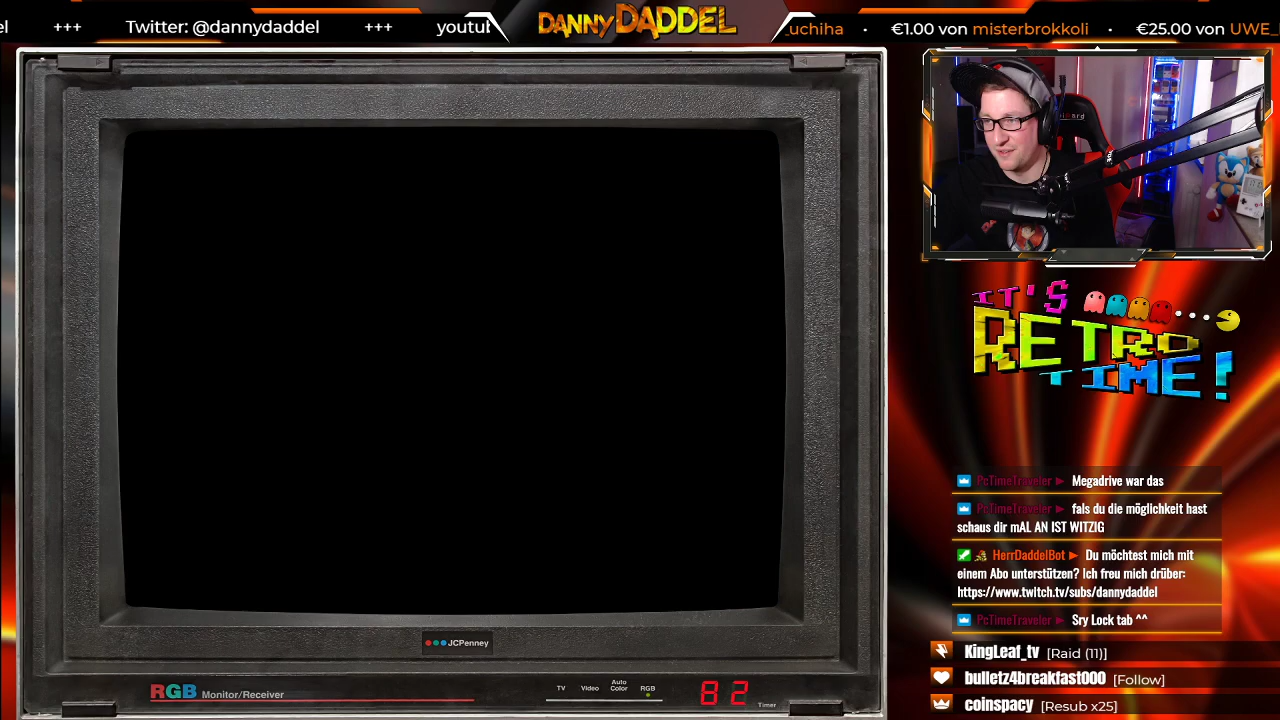 +++ Twitter: @dannydaddel +++
DANNY DADDEL
_uchiha · €1.00 von misterbrokkoli · €25.00 von UWE_
IT'S
RETRO
TIME!
PcTimeTraveler ▶ Megadrive war das
PcTimeTraveler ▶ fals du die möglichkeit hast
schaus dir mAL AN IST WITZIG
HerrDaddelBot ▶ Du möchtest mich mit
einem Abo unterstützen? Ich freu mich drüber:
https://www.twitch.tv/subs/dannydaddel
PcTimeTraveler ▶ Sry Lock tab ^^
KingLeaf_tv [Raid (11)]
bulletz4breakfast000 [Follow]
coinspacy [Resub x25]
JCPenney
RGB Monitor/Receiver
TV Video Auto Color RGB
82
Timer